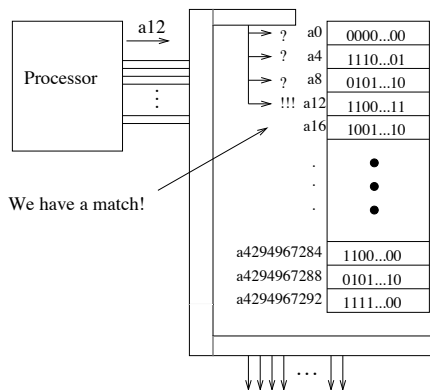 a12
Processor
? a0 0000...00
? a4 1110...01
? a8 0101...10
!!! a12 1100...11
a16 1001...10
We have a match!
a4294967284 1100...00
a4294967288 0101...10
a4294967292 1111...00